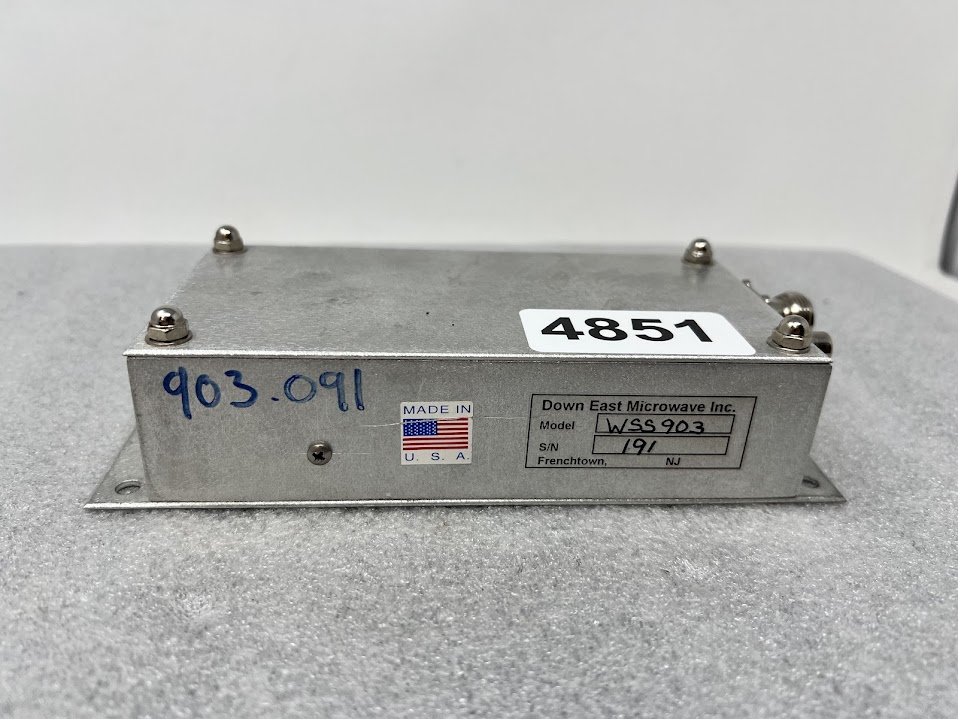 4851
903.091
MADE IN
U. S. A.
Down East Microwave Inc.
Model WSS903
S/N 191
Frenchtown, NJ